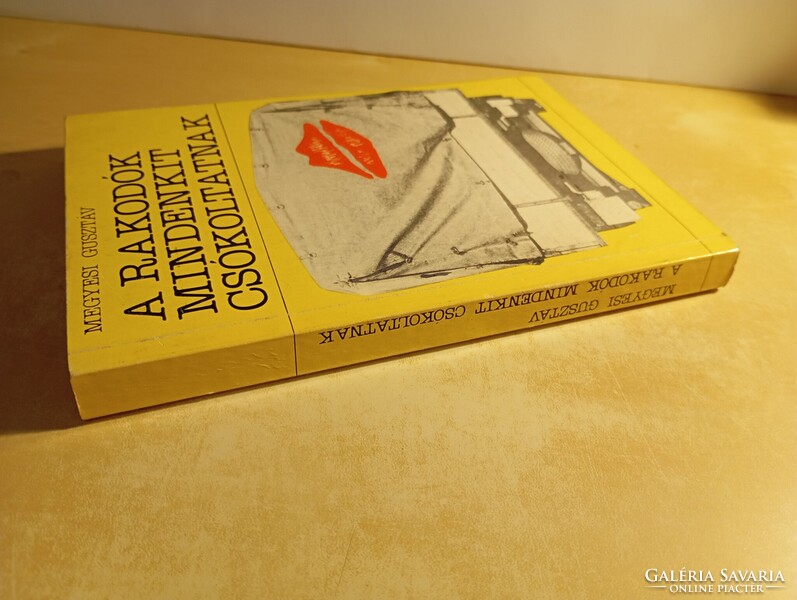 MEGYESI GUSZTÁV
A RAKODÓK
MINDENKIT
CSÓKOLTATNAK
MEGYESI GUSZTÁV
A RAKODÓK MINDENKIT CSÓKOLTATNAK
GALÉRIA SAVARIA
ONLINE PIACTÉR